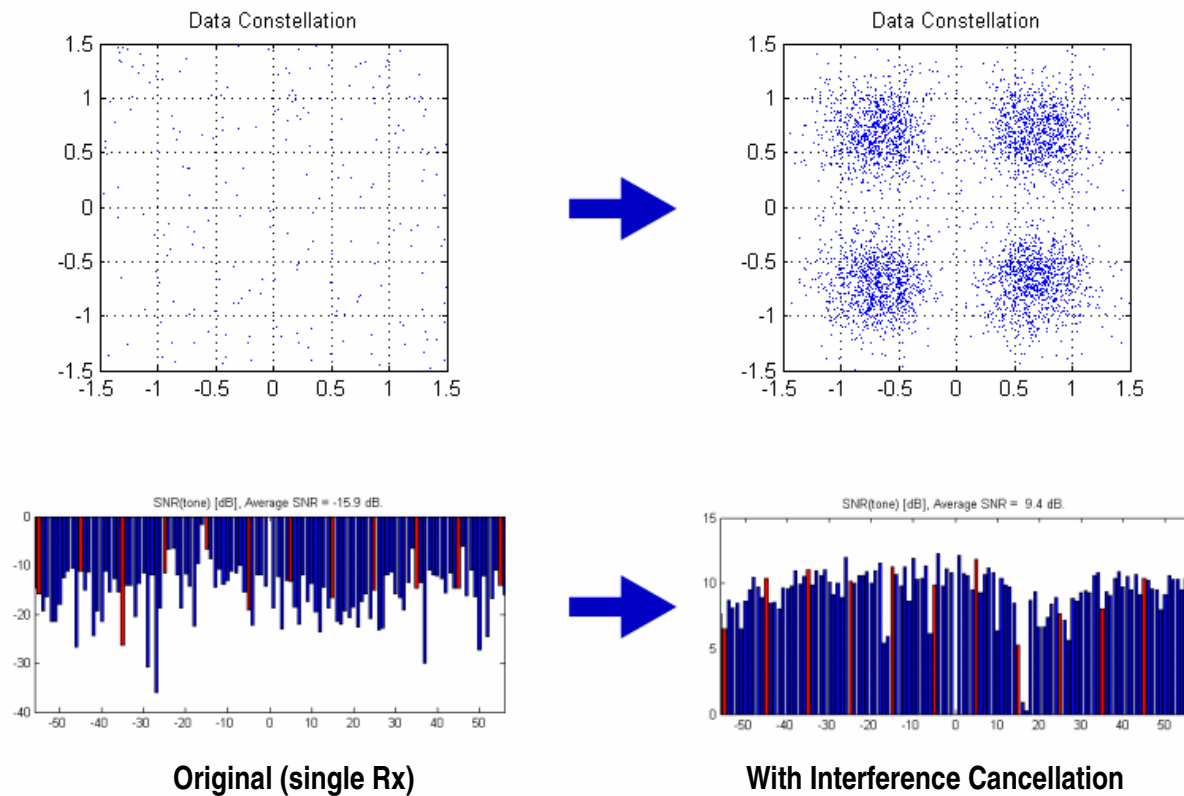 Data Constellation
1.5
1
0.5
0
-0.5
-1
-1.5
-1.5 -1 -0.5 0 0.5 1 1.5
Data Constellation
1.5
1
0.5
0
-0.5
-1
-1.5
-1.5 -1 -0.5 0 0.5 1 1.5
SNR(tone) [dB], Average SNR = -15.9 dB.
0
-10
-20
-30
-40
-50 -40 -30 -20 -10 0 10 20 30 40 50
SNR(tone) [dB], Average SNR = 9.4 dB.
15
10
5
0
-50 -40 -30 -20 -10 0 10 20 30 40 50
Original (single Rx)
With Interference Cancellation